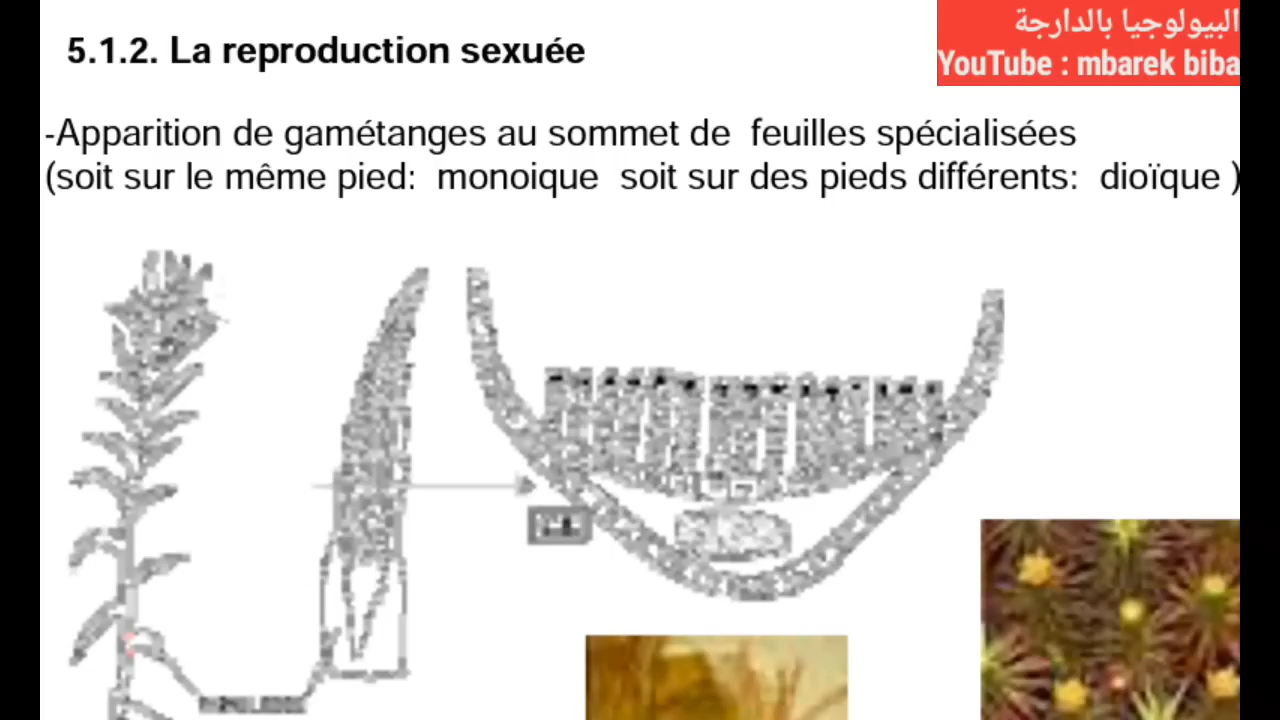 5.1.2. La reproduction sexuée
البيولوجيا بالدارجة
YouTube : mbarek biba
-Apparition de gamétanges au sommet de feuilles spécialisées
(soit sur le même pied: monoique soit sur des pieds différents: dioïque )